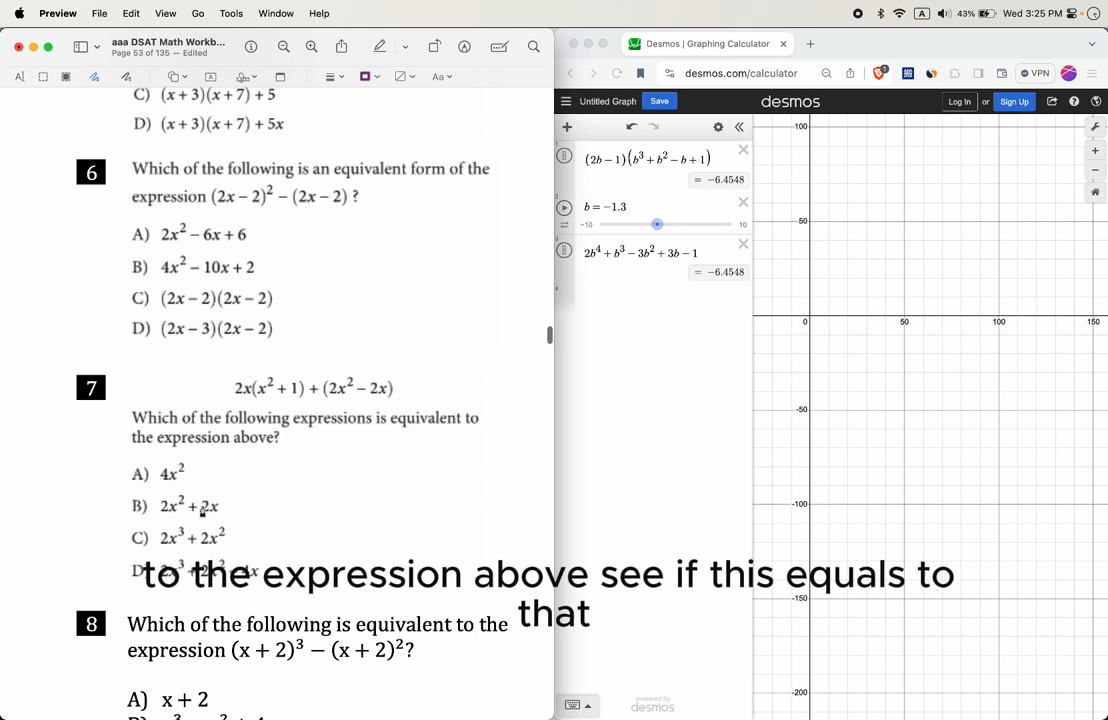 Preview File Edit View Go Tools Window Help
A 43% Wed 3:25 PM
aaa DSAT Math Workb...
Page 53 of 135 — Edited
Desmos | Graphing Calculator
desmos.com/calculator
VPN
Untitled Graph Save desmos Log In or Sign Up
C) (x + 3)(x + 7) + 5
D) (x + 3)(x + 7) + 5x
6 Which of the following is an equivalent form of the
expression (2x − 2)² − (2x − 2) ?
A) 2x² − 6x + 6
B) 4x² − 10x + 2
C) (2x − 2)(2x − 2)
D) (2x − 3)(2x − 2)
7 2x(x² + 1) + (2x² − 2x)
Which of the following expressions is equivalent to
the expression above?
A) 4x²
B) 2x² + 2x
C) 2x³ + 2x²
to the expression above see if this equals to
that
8 Which of the following is equivalent to the
expression (x + 2)³ − (x + 2)²?
A) x + 2
1
(2b − 1)(b³ + b² − b + 1)
= −6.4548
2
b = −1.3
−10 10
3
2b⁴ + b³ − 3b² + 3b − 1
= −6.4548
4
100
50
0 50 100 150
-50
-100
-150
-200
powered by
desmos